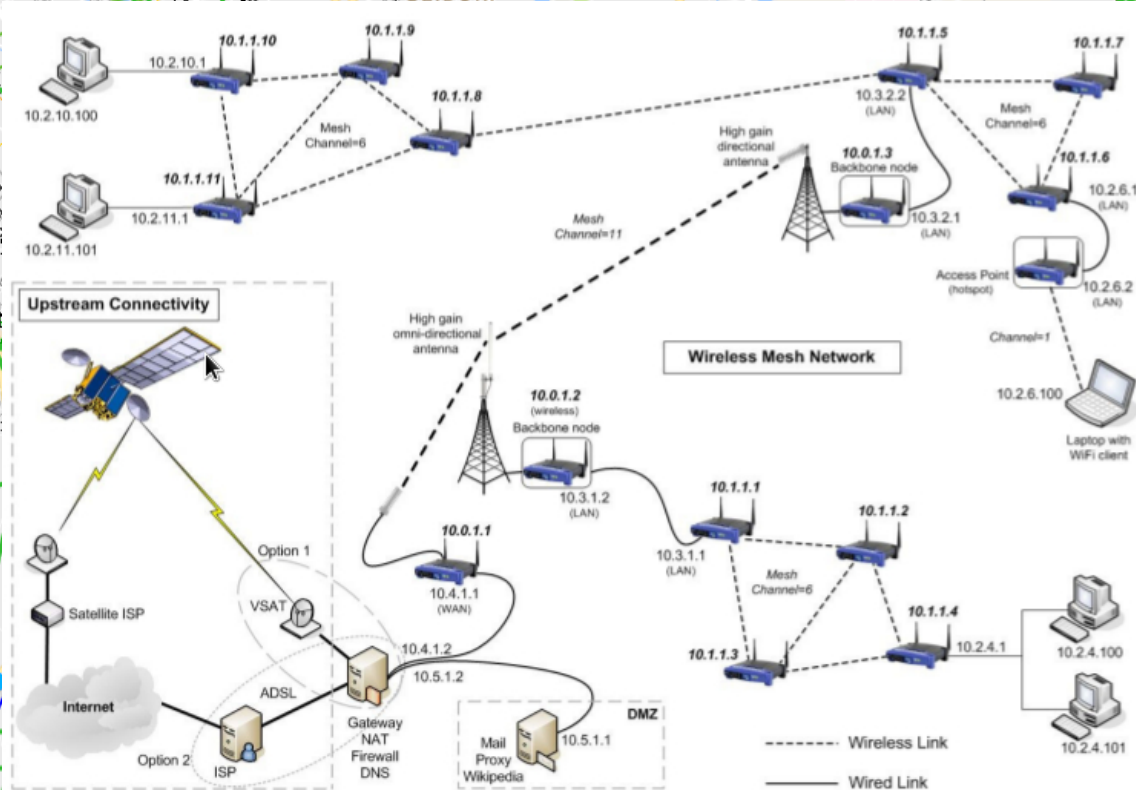 10.1.1.10
10.1.1.9
10.1.1.5
10.1.1.7
10.2.10.1
10.1.1.8
10.2.10.100
Mesh
Channel=6
10.3.2.2
(LAN)
Mesh
Channel=6
High gain
directional
antenna
10.0.1.3
Backbone node
10.1.1.6
10.1.1.11
10.2.6.1
(LAN)
10.2.11.1
10.3.2.1
(LAN)
10.2.11.101
Mesh
Channel=11
Access Point
(hotspot)
10.2.6.2
(LAN)
Upstream Connectivity
High gain
omni-directional
antenna
Channel=1
Wireless Mesh Network
10.2.6.100
10.0.1.2
(wireless)
Backbone node
Laptop with
WiFi client
10.3.1.2
(LAN)
10.1.1.1
10.1.1.2
10.0.1.1
Option 1
10.3.1.1
(LAN)
10.4.1.1
(WAN)
Mesh
Channel=6
VSAT
Satellite ISP
10.1.1.4
10.4.1.2
10.1.1.3
10.2.4.1
10.2.4.100
10.5.1.2
ADSL
Internet
Gateway
NAT
Firewall
DNS
DMZ
Mail
Proxy
Wikipedia
10.5.1.1
Option 2
ISP
Wireless Link
10.2.4.101
Wired Link